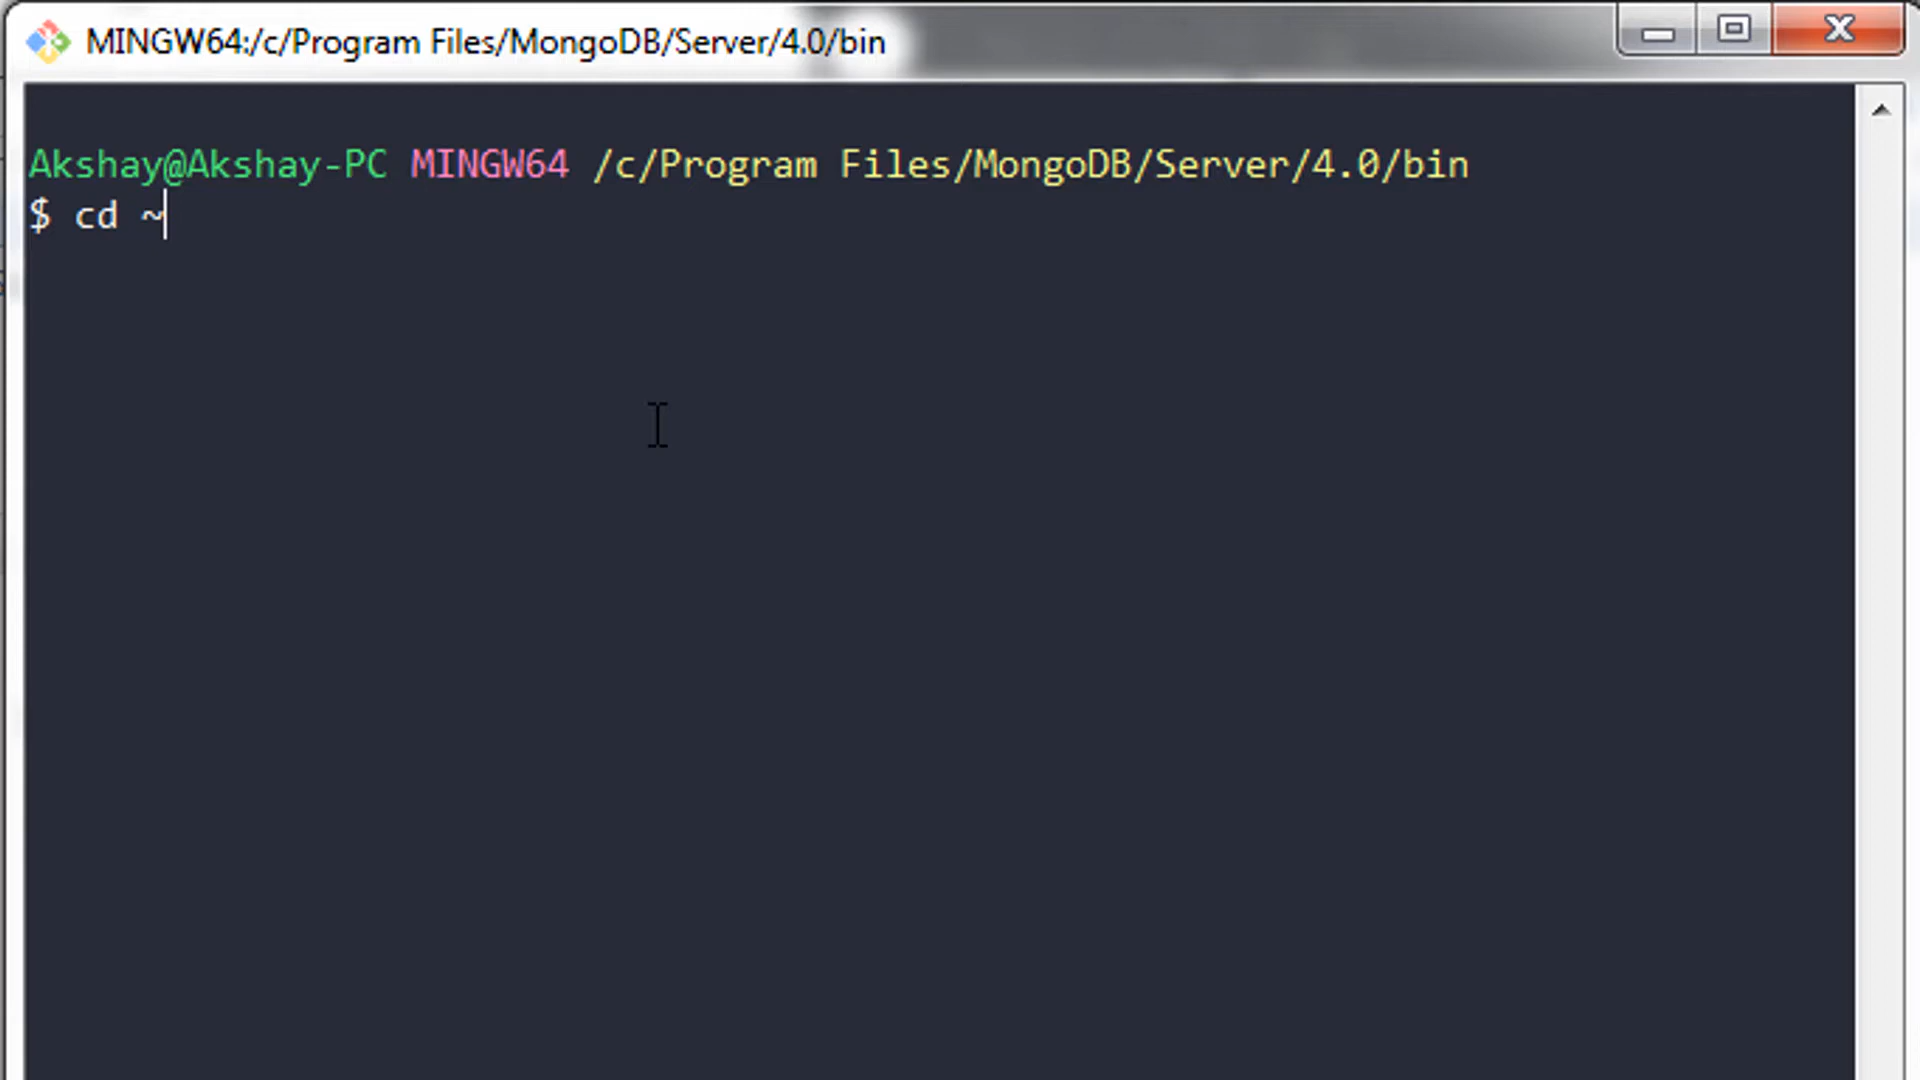 MINGW64:/c/Program Files/MongoDB/Server/4.0/bin
Akshay@Akshay-PC MINGW64 /c/Program Files/MongoDB/Server/4.0/bin
$ cd ~